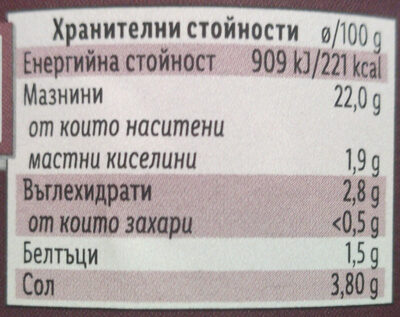 Хранителни стойности ø/100 g
Енергийна стойност 909 kJ/221 kcal
Мазнини 22,0 g
от които наситени
мастни киселини 1,9 g
Въглехидрати 2,8 g
от които захари <0,5 g
Белтъци 1,5 g
Сол 3,80 g